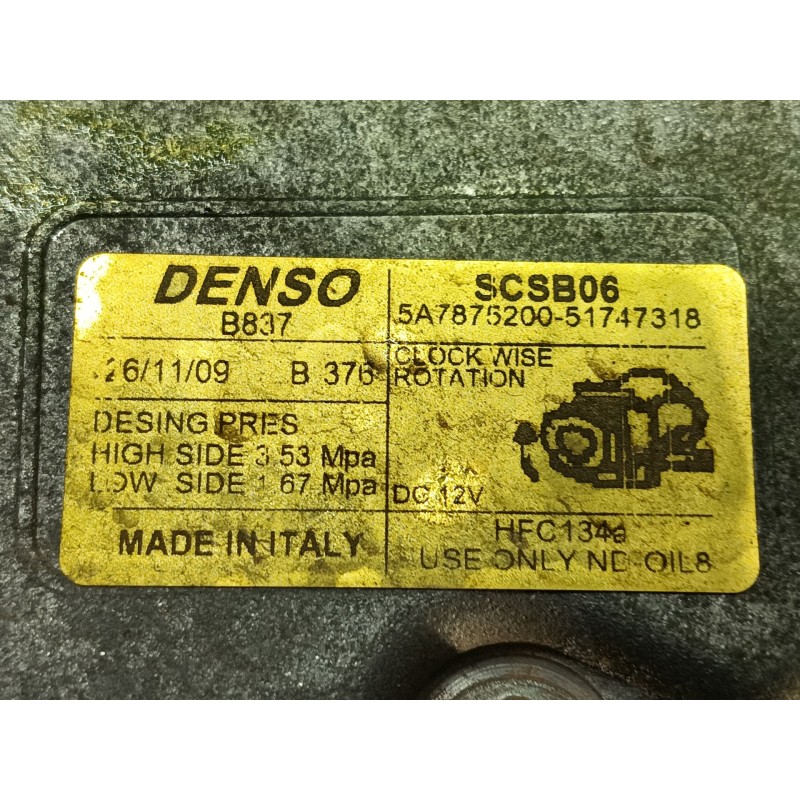 DENSO
B837
26/11/09 B 376
DESING PRES
HIGH SIDE 3.53 Mpa
LOW SIDE 1.67 Mpa
MADE IN ITALY
SCSB06
5A7875200-51747318
CLOCK WISE
ROTATION
DC 12V
HFC134a
USE ONLY ND-OIL8